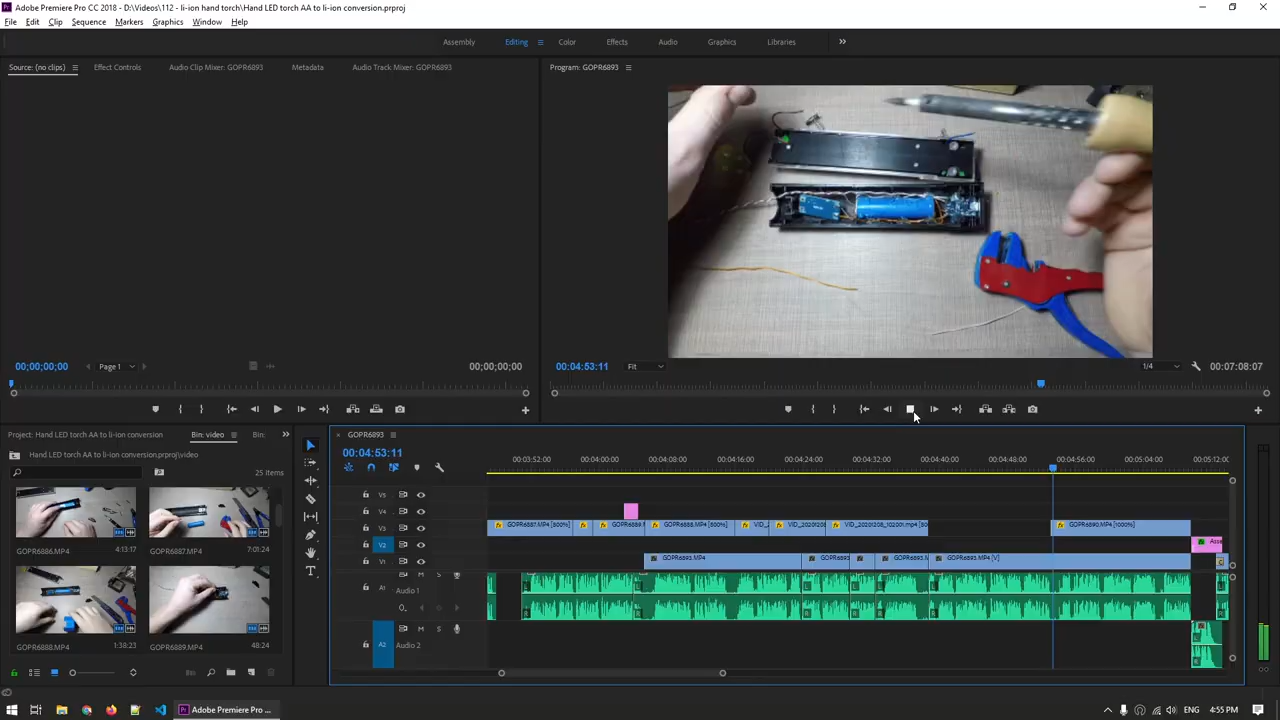 Adobe Premiere Pro CC 2018 - D:\Videos\112 - li-ion hand torch\Hand LED torch AA to li-ion conversion.prproj
File Edit Clip Sequence Markers Graphics Window Help
Assembly Editing Color Effects Audio Graphics Libraries
Source: (no clips) Effect Controls Audio Clip Mixer: GOPR6893 Metadata Audio Track Mixer: GOPR6893
Program: GOPR6893
00;00;00;00 Page 1 00;00;00;00
00:04:53:11 Fit 1/4 00:07:08:07
Project: Hand LED torch AA to li-ion conversion Bin: video Bin:
Hand LED torch AA to li-ion conversion.prproj\video
25 Items
GOPR6886.MP4 4:13:17
GOPR6887.MP4 7:01:24
GOPR6888.MP4 1:38:23
GOPR6889.MP4 48:24
GOPR6893
00:04:53:11
00:03:52:00 00:04:00:00 00:04:08:00 00:04:16:00 00:04:24:00 00:04:32:00 00:04:40:00 00:04:48:00 00:04:56:00 00:05:04:00 00:05:12:00
V5
V4
V3 GOPR6887.MP4 [800%] GOPR6889.M GOPR6888.MP4 [800%] VID_2 VID_2020120 VID_20201208_102201.mp4 [80 GOPR6890.MP4 [1000%]
V2
V1 GOPR6893.MP4 GOPR6893 GOPR6893.M GOPR6893.MP4 [V]
A1 M S
Audio 1
M S
A2 Audio 2
Adobe Premiere Pro ...
ENG 4:55 PM